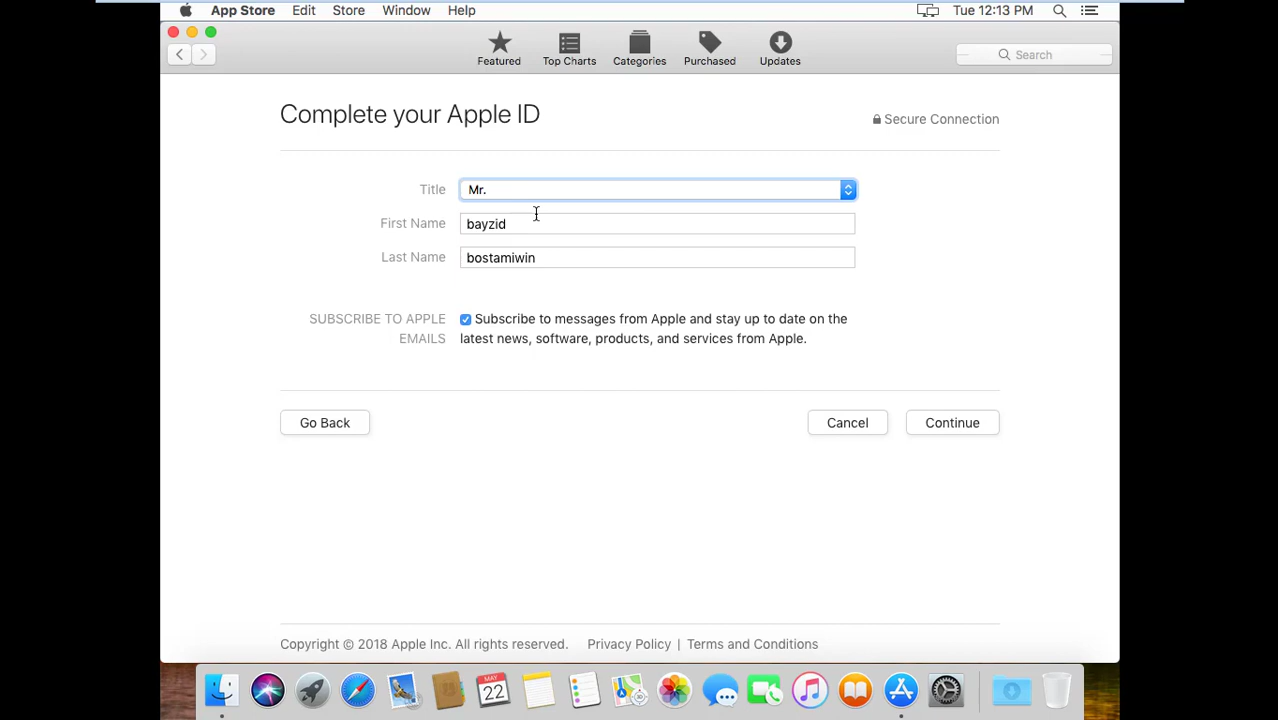 App Store Edit Store Window Help Tue 12:13 PM
Featured Top Charts Categories Purchased Updates Search
Complete your Apple ID
Secure Connection
Title Mr.
First Name bayzid
Last Name bostamiwin
SUBSCRIBE TO APPLE EMAILS
Subscribe to messages from Apple and stay up to date on the
latest news, software, products, and services from Apple.
Go Back Cancel Continue
Copyright © 2018 Apple Inc. All rights reserved. Privacy Policy | Terms and Conditions
MAY
22